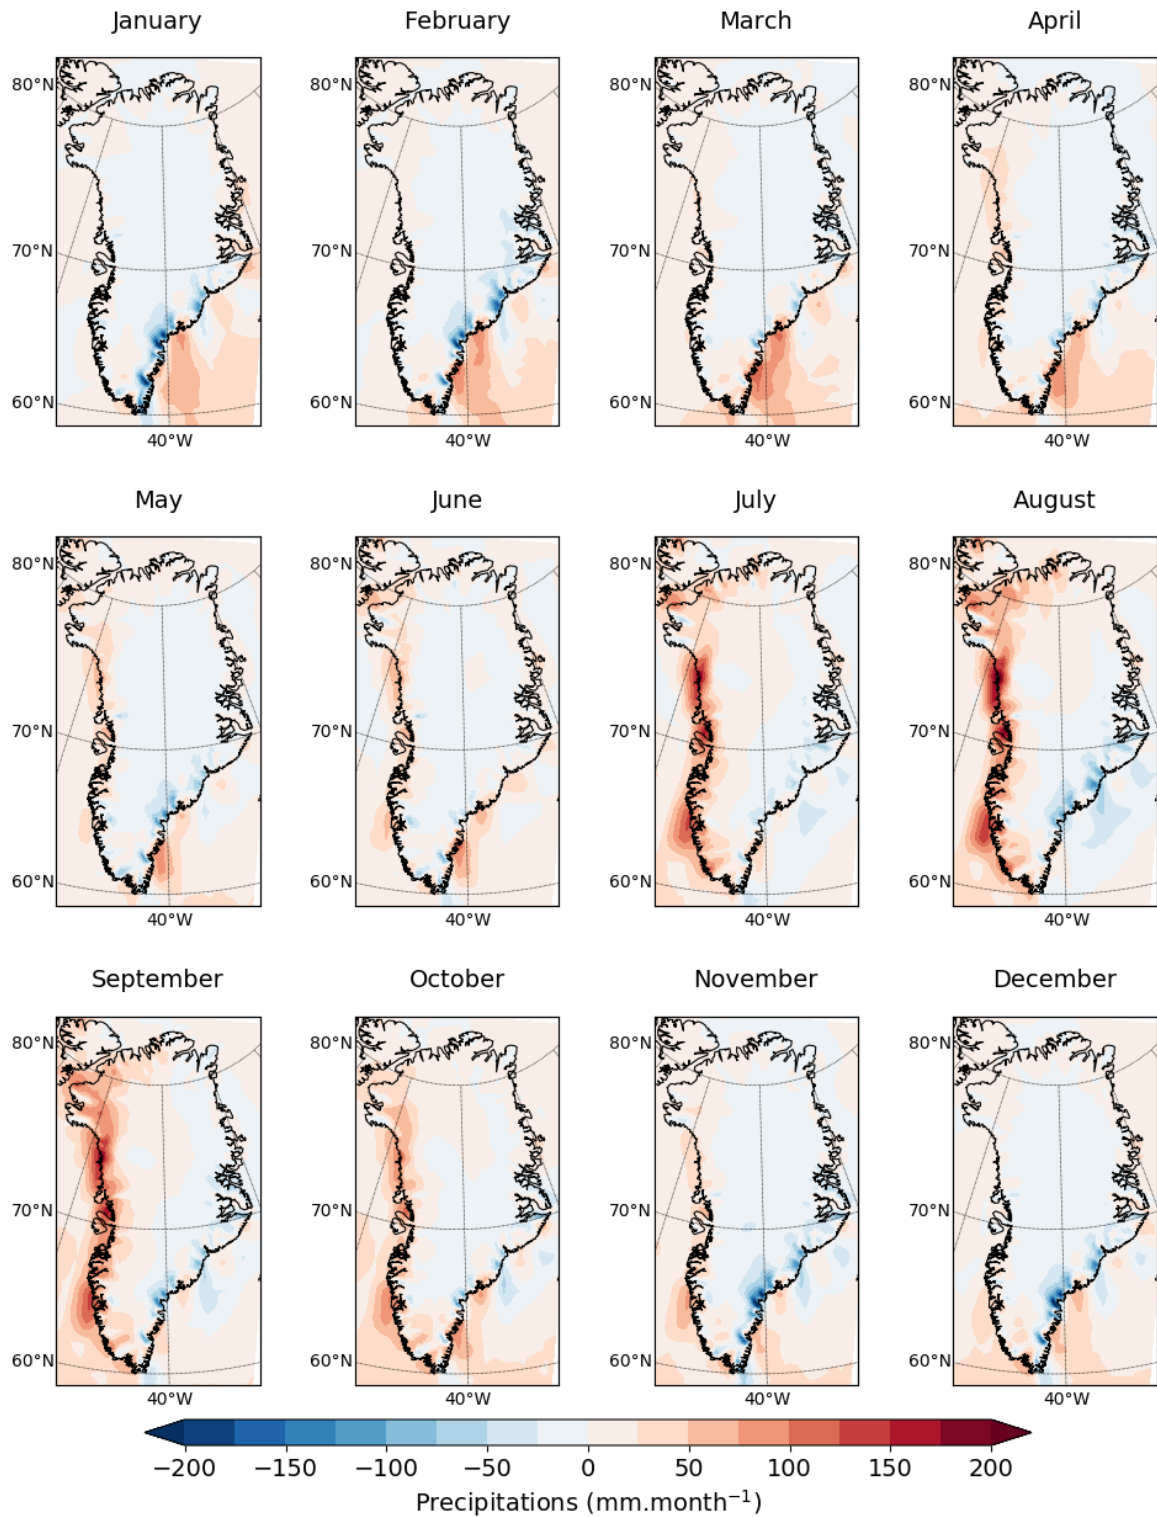 January February March April
80°N 80°N 80°N 80°N
70°N 70°N 70°N 70°N
60°N 60°N 60°N 60°N
40°W 40°W 40°W 40°W
May June July August
80°N 80°N 80°N 80°N
70°N 70°N 70°N 70°N
60°N 60°N 60°N 60°N
40°W 40°W 40°W 40°W
September October November December
80°N 80°N 80°N 80°N
70°N 70°N 70°N 70°N
60°N 60°N 60°N 60°N
40°W 40°W 40°W 40°W
−200 −150 −100 −50 0 50 100 150 200
Precipitations (mm.month⁻¹)